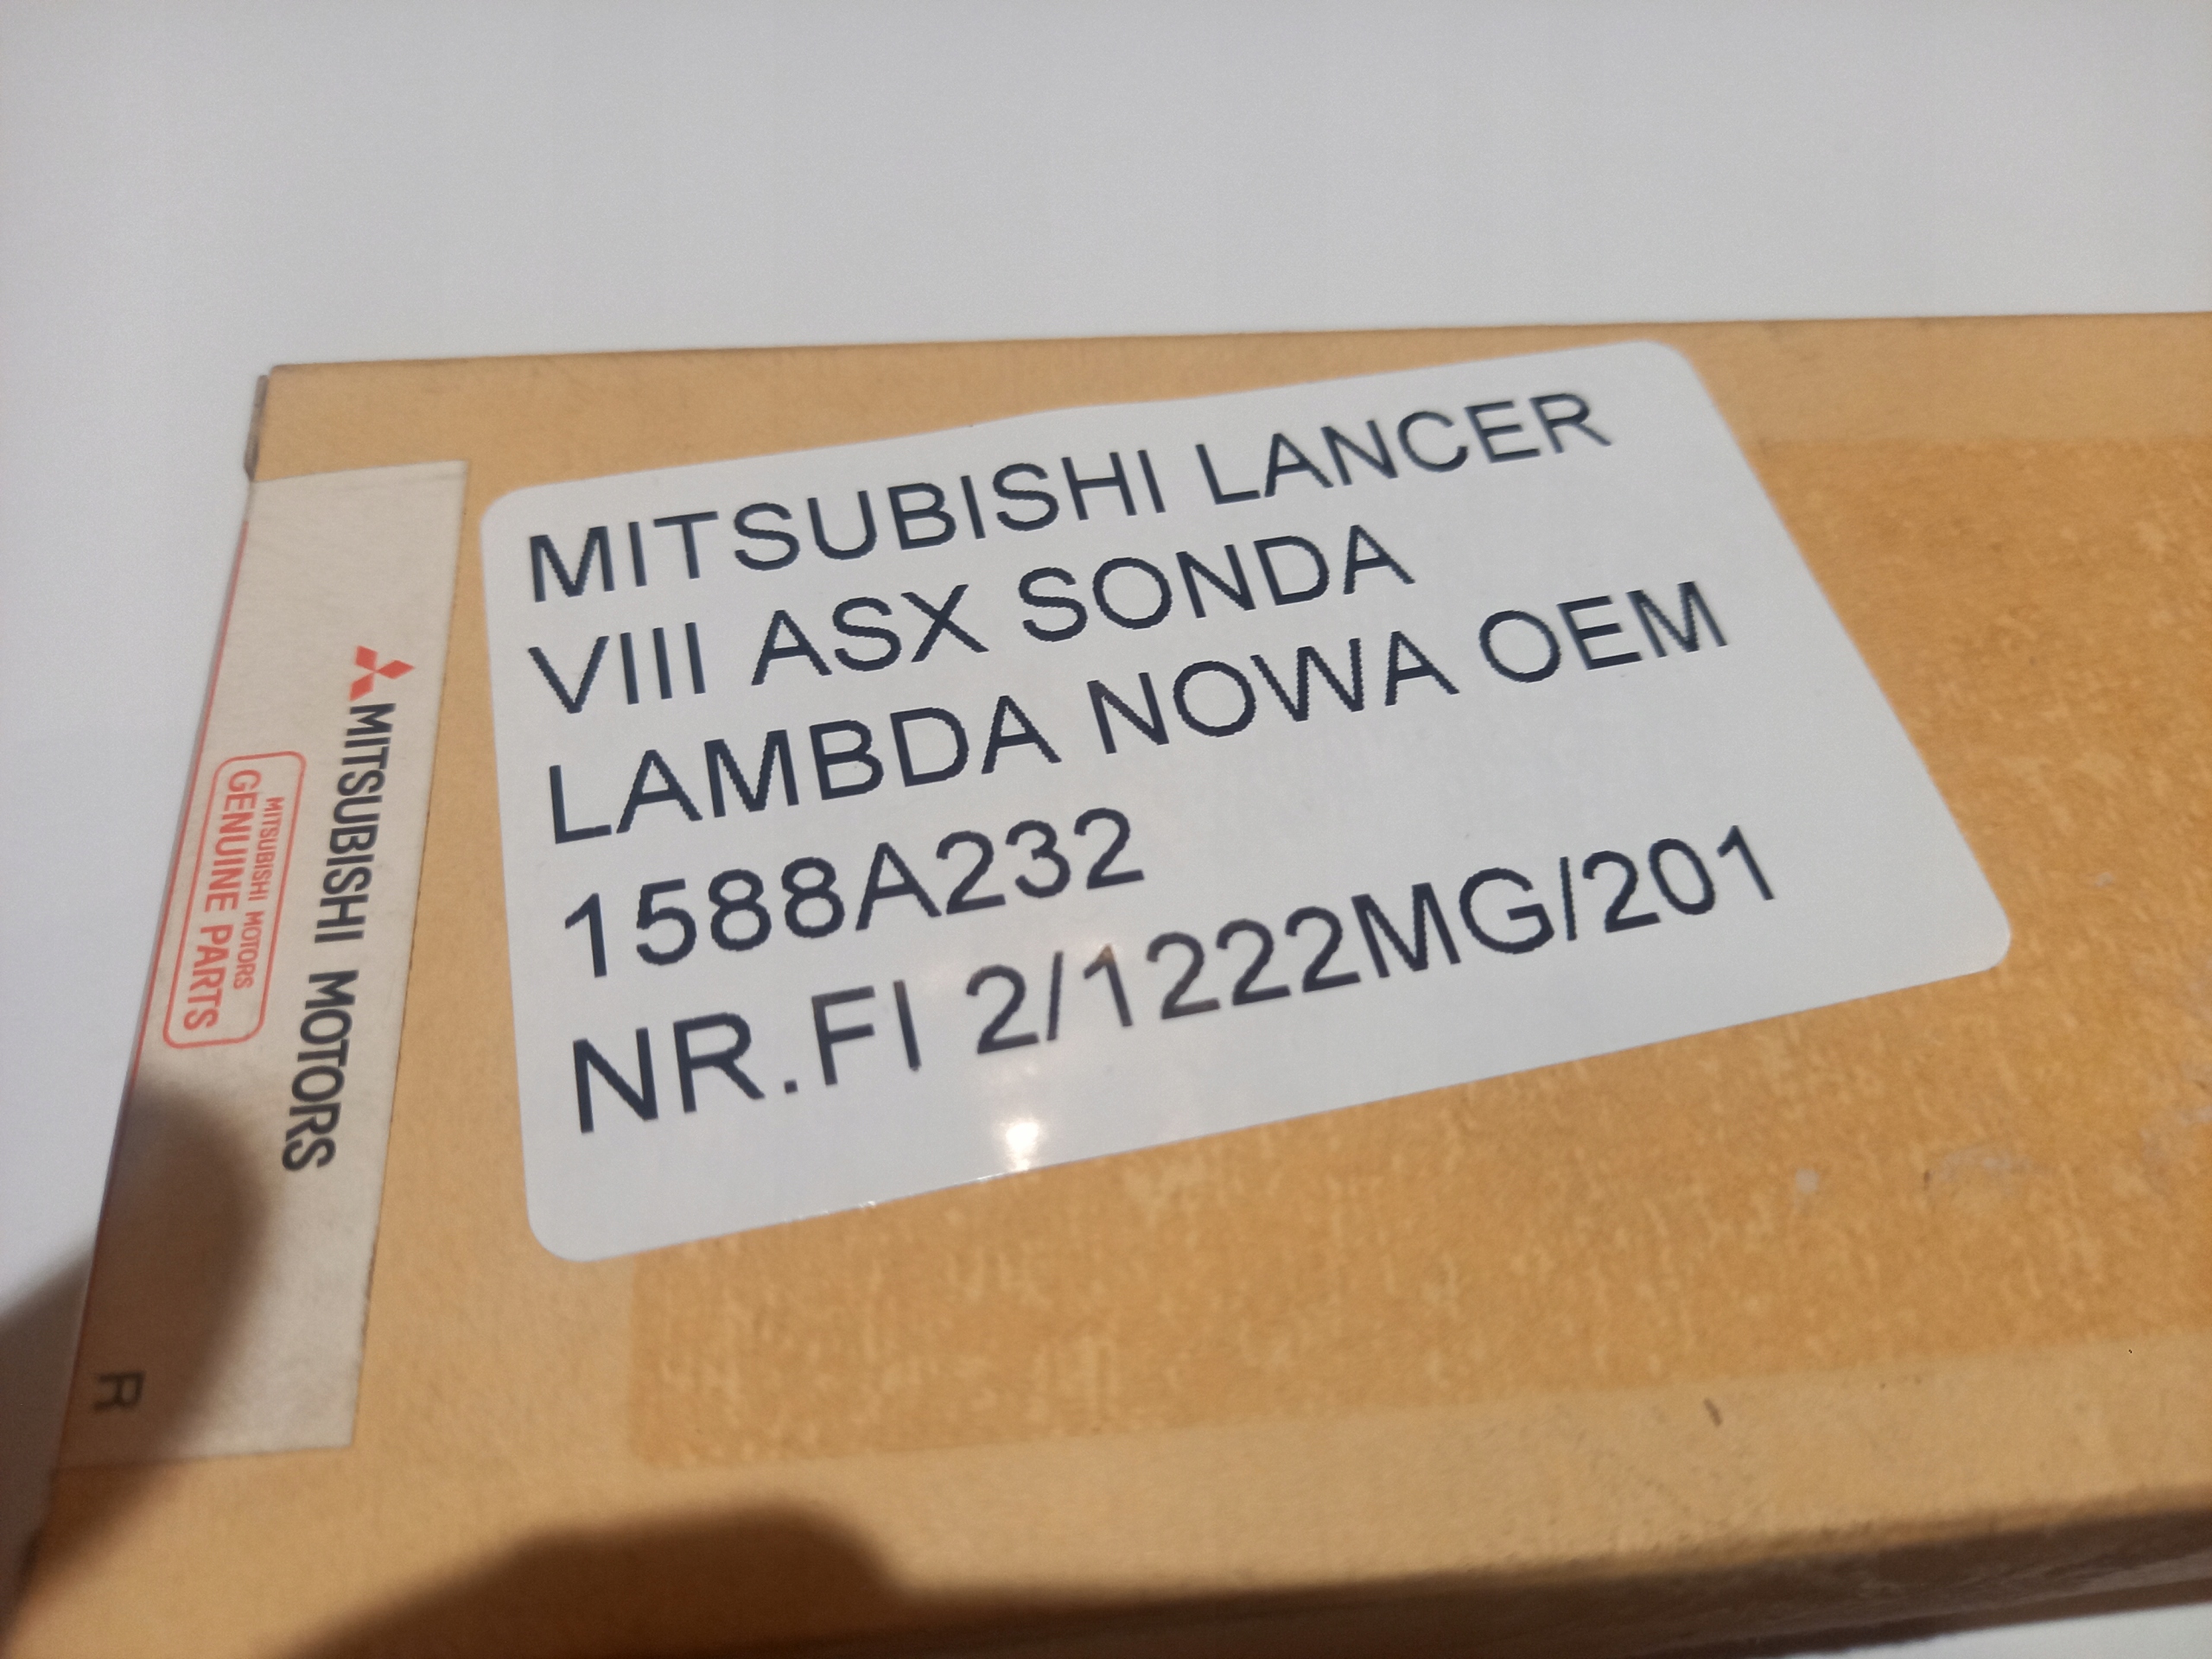 MITSUBISHI LANCER
VIII ASX SONDA
LAMBDA NOWA OEM
1588A232
NR.FI 2/1222MG/201
MITSUBISHI MOTORS
MITSUBISHI MOTORS
GENUINE PARTS
R